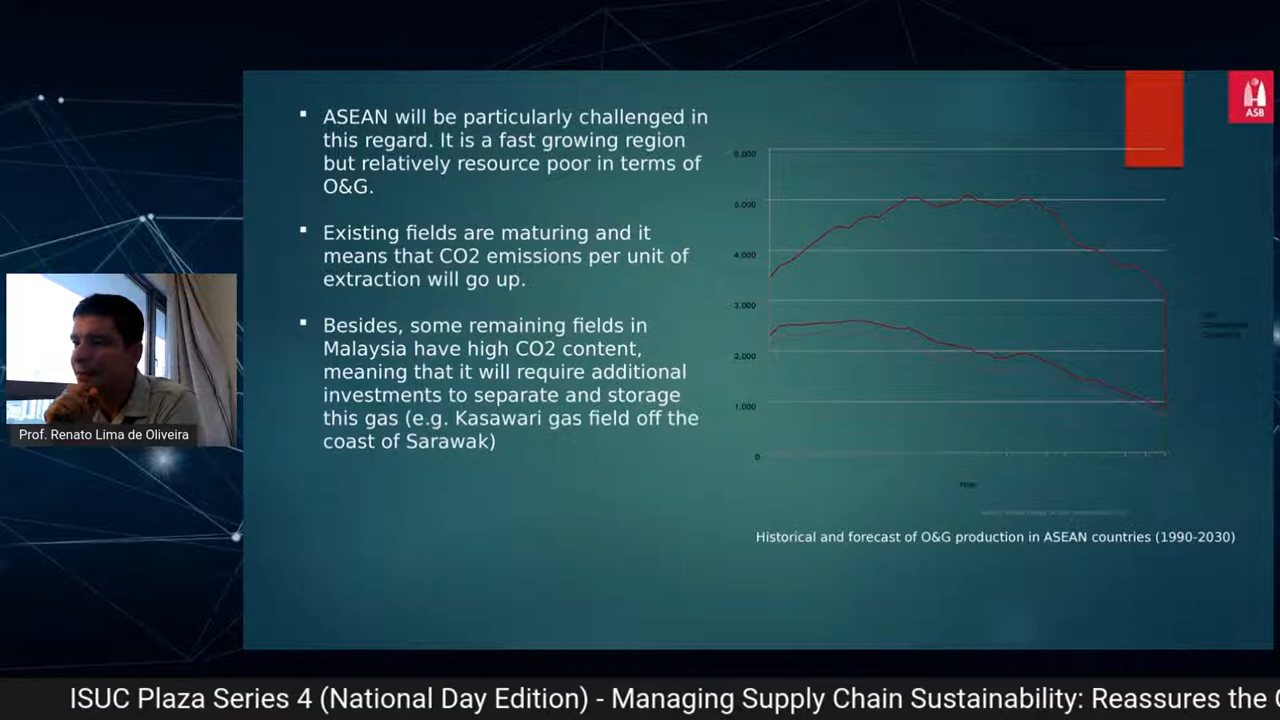 ASEAN will be particularly challenged in
this regard. It is a fast growing region
but relatively resource poor in terms of
O&G.
Existing fields are maturing and it
means that CO2 emissions per unit of
extraction will go up.
Besides, some remaining fields in
Malaysia have high CO2 content,
meaning that it will require additional
investments to separate and storage
this gas (e.g. Kasawari gas field off the
coast of Sarawak)
ASB
6,000
5,000
4,000
3,000
2,000
1,000
0
Year
Historical and forecast of O&G production in ASEAN countries (1990-2030)
Prof. Renato Lima de Oliveira
ISUC Plaza Series 4 (National Day Edition) - Managing Supply Chain Sustainability: Reassures the